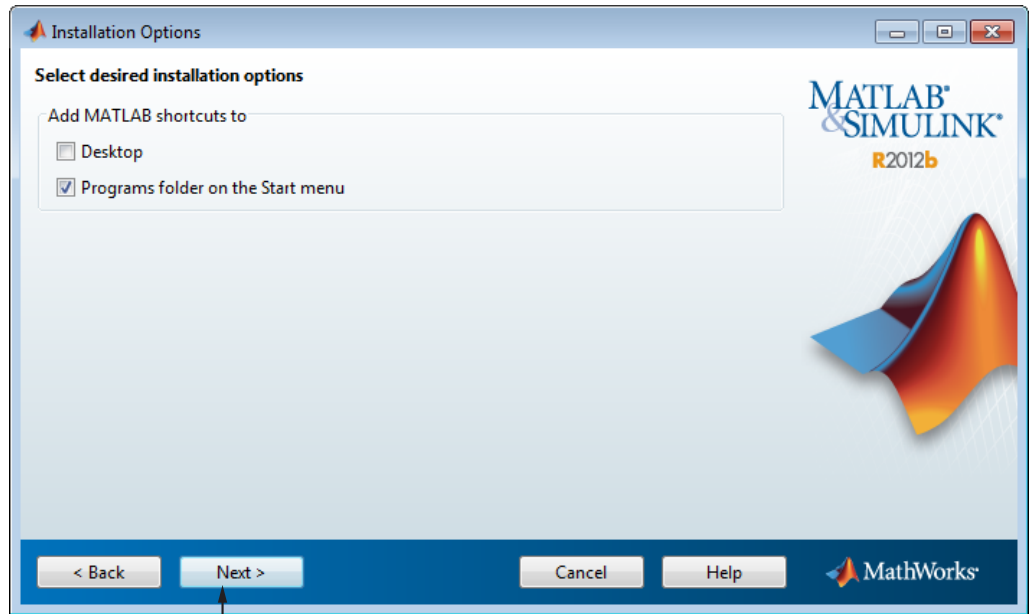 Installation Options
Select desired installation options
Add MATLAB shortcuts to
Desktop
Programs folder on the Start menu
MATLAB®
&SIMULINK®
R2012b
< Back
Next >
Cancel
Help
MathWorks®